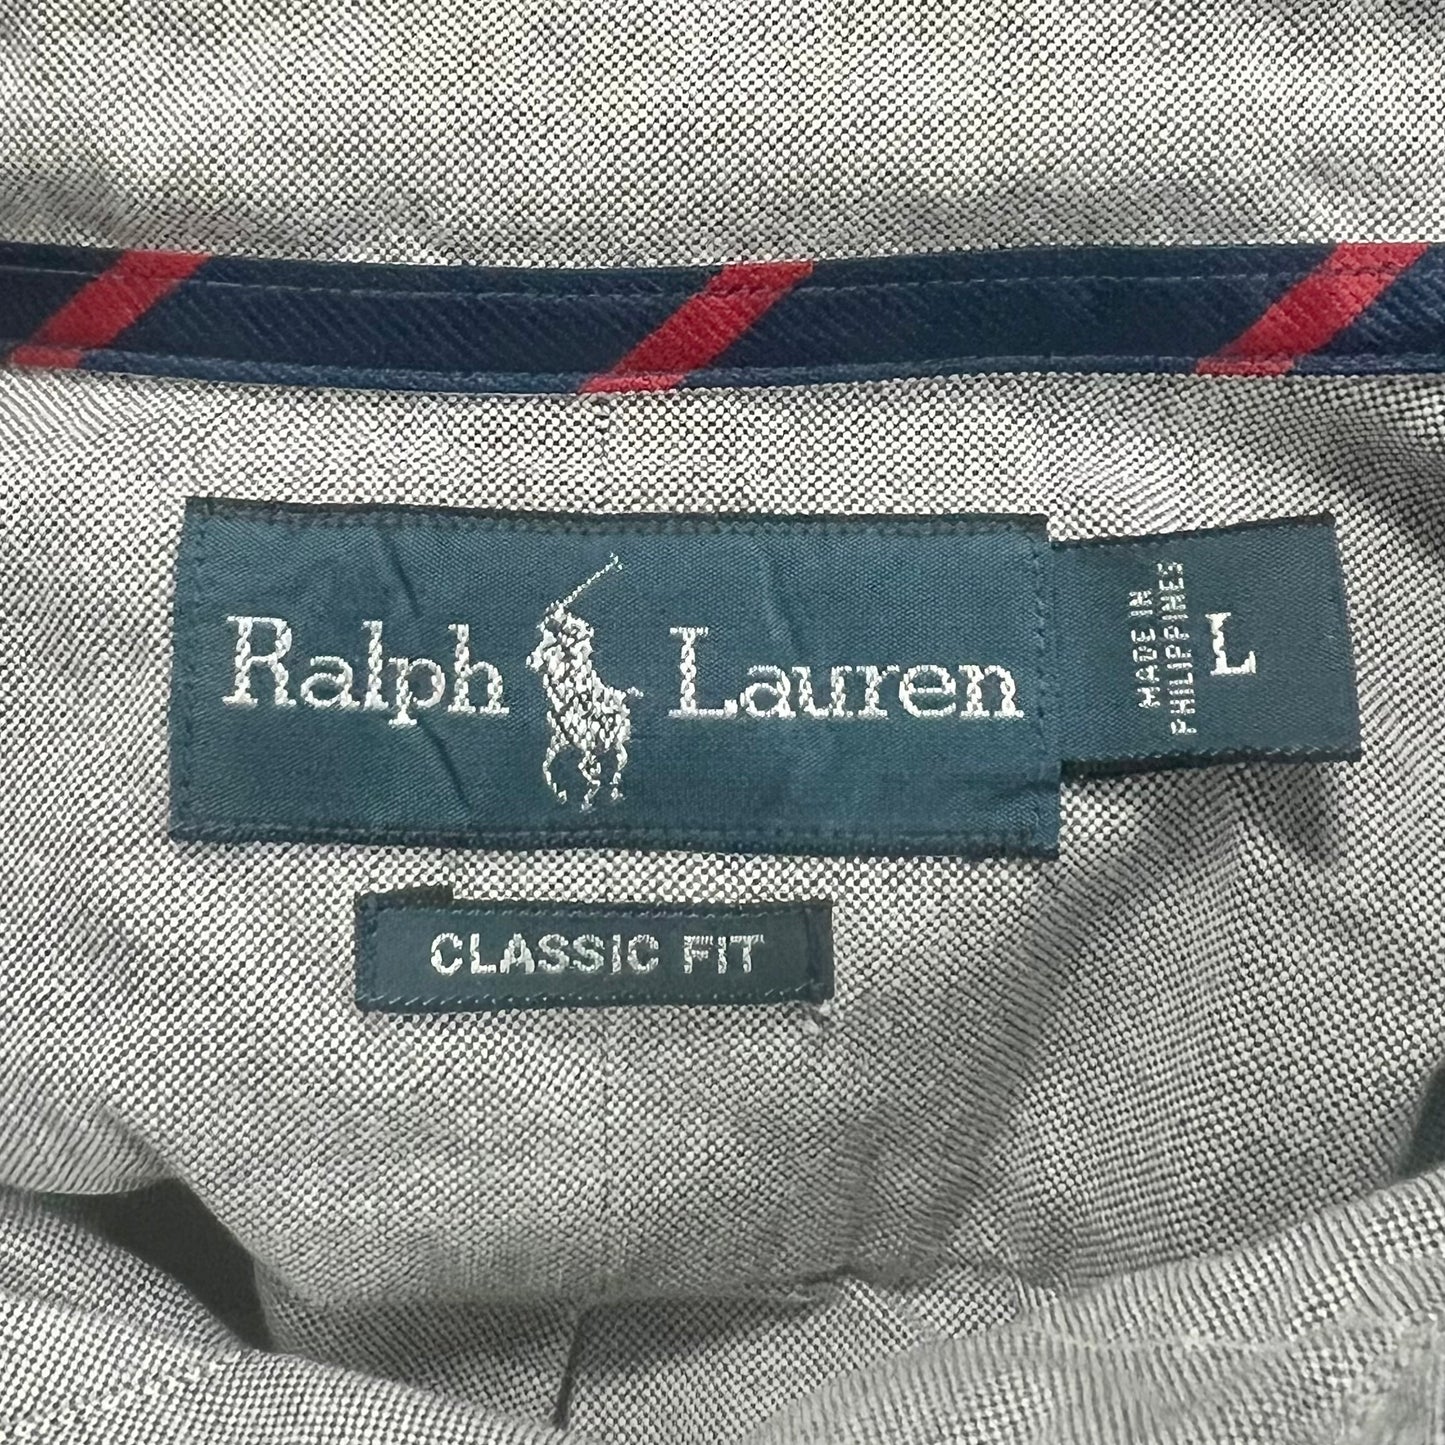 Ralph Lauren
MADE IN
PHILIPPINES
L
CLASSIC FIT